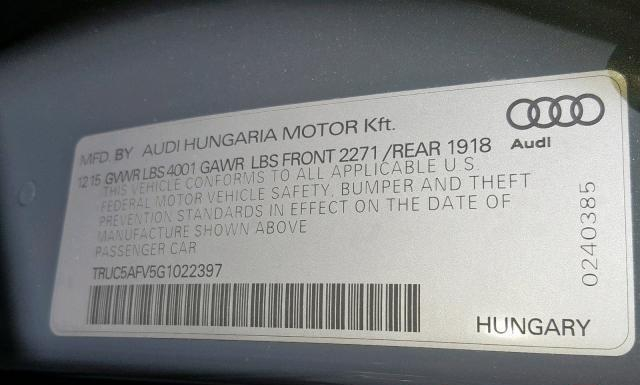 MFD. BY AUDI HUNGARIA MOTOR Kft.
12 15 GVWR LBS 4001 GAWR LBS FRONT 2271 /REAR 1918
THIS VEHICLE CONFORMS TO ALL APPLICABLE U.S.
FEDERAL MOTOR VEHICLE SAFETY, BUMPER AND THEFT
PREVENTION STANDARDS IN EFFECT ON THE DATE OF
MANUFACTURE SHOWN ABOVE
PASSENGER CAR
TRUC5AFV5G1022397
Audi
0240385
HUNGARY